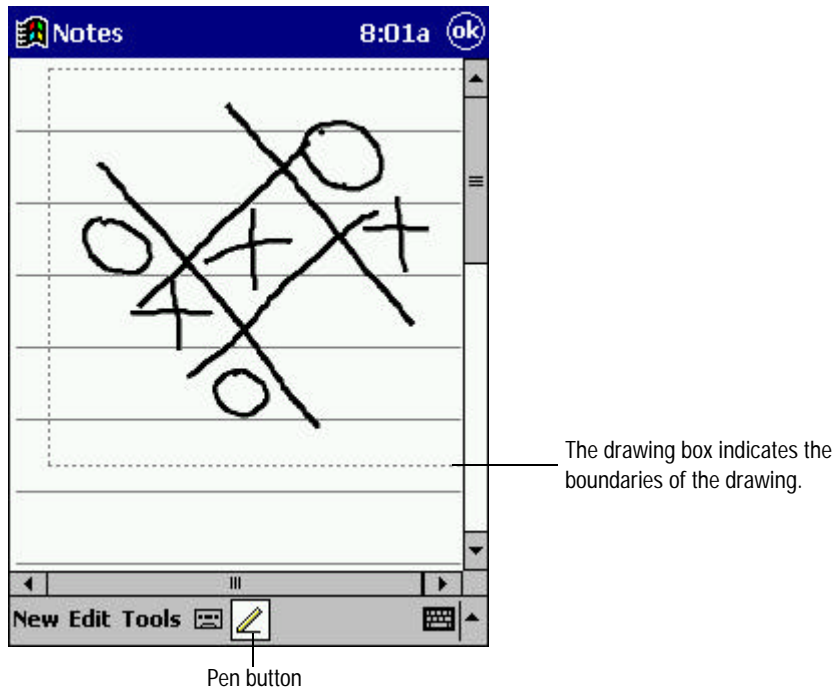 Notes 8:01a ok
The drawing box indicates the
boundaries of the drawing.
New Edit Tools
Pen button